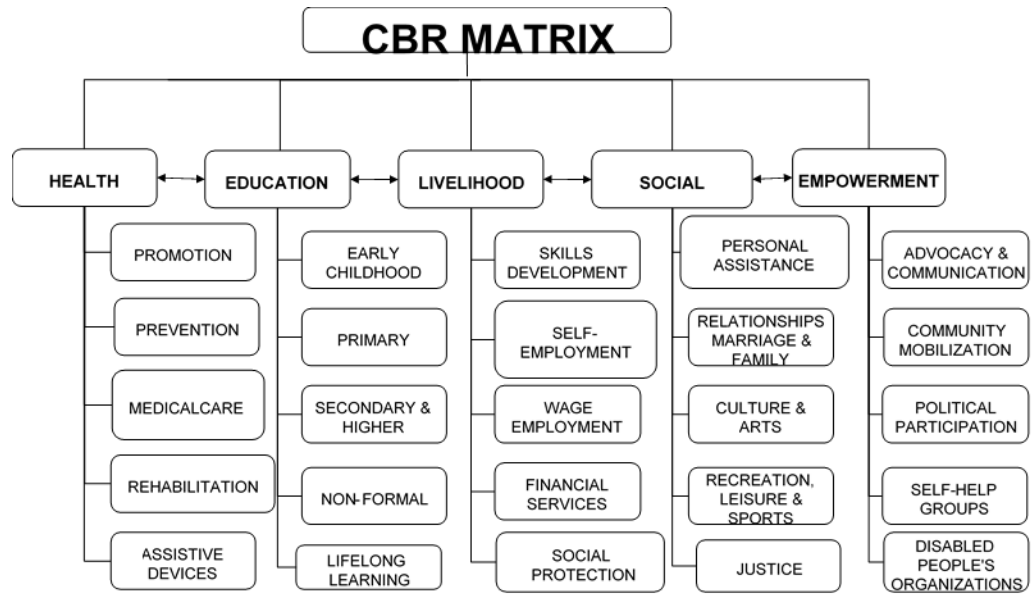 CBR MATRIX
HEALTH
EDUCATION
LIVELIHOOD
SOCIAL
EMPOWERMENT
PROMOTION
PREVENTION
MEDICALCARE
REHABILITATION
ASSISTIVE
DEVICES
EARLY
CHILDHOOD
PRIMARY
SECONDARY &
HIGHER
NON-FORMAL
LIFELONG
LEARNING
SKILLS
DEVELOPMENT
SELF-
EMPLOYMENT
WAGE
EMPLOYMENT
FINANCIAL
SERVICES
SOCIAL
PROTECTION
PERSONAL
ASSISTANCE
RELATIONSHIPS
MARRIAGE &
FAMILY
CULTURE &
ARTS
RECREATION,
LEISURE &
SPORTS
JUSTICE
ADVOCACY &
COMMUNICATION
COMMUNITY
MOBILIZATION
POLITICAL
PARTICIPATION
SELF-HELP
GROUPS
DISABLED
PEOPLE'S
ORGANIZATIONS